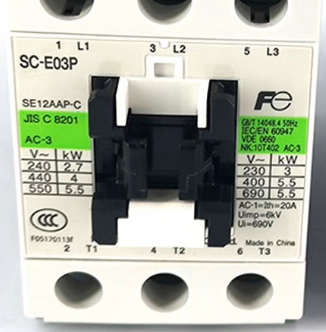 1 L1 3 L2 5 L3
SC-E03P
SE12AAP-C
JIS C 8201
AC-3
V~ kW
240 2.7
440 4
550 5.5
Fe
GB/T 14048.4 50Hz
IEC/EN 60947
VDE 0660
NK:10T402 AC-3
V~ kW
230 3
400 5.5
690 5.5
AC-1=Ith=20A
Uimp=6kV
Ui=690V
CCC
F05170113f
Made in China
2 T1 4 T2 6 T3